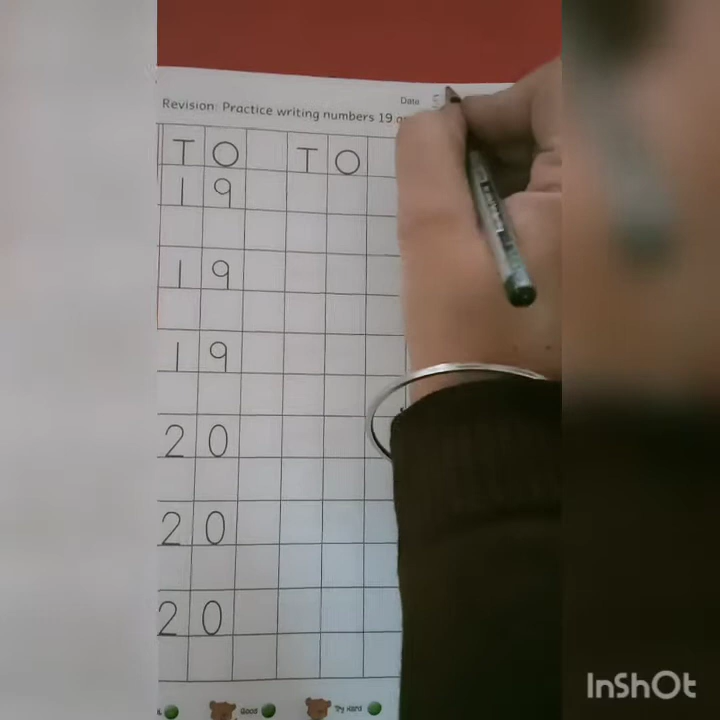 Date
Revision: Practice writing numbers 19
T O T O
1 9
1 9
1 9
2 0
2 0
2 0
Good Try Hard
InShOt